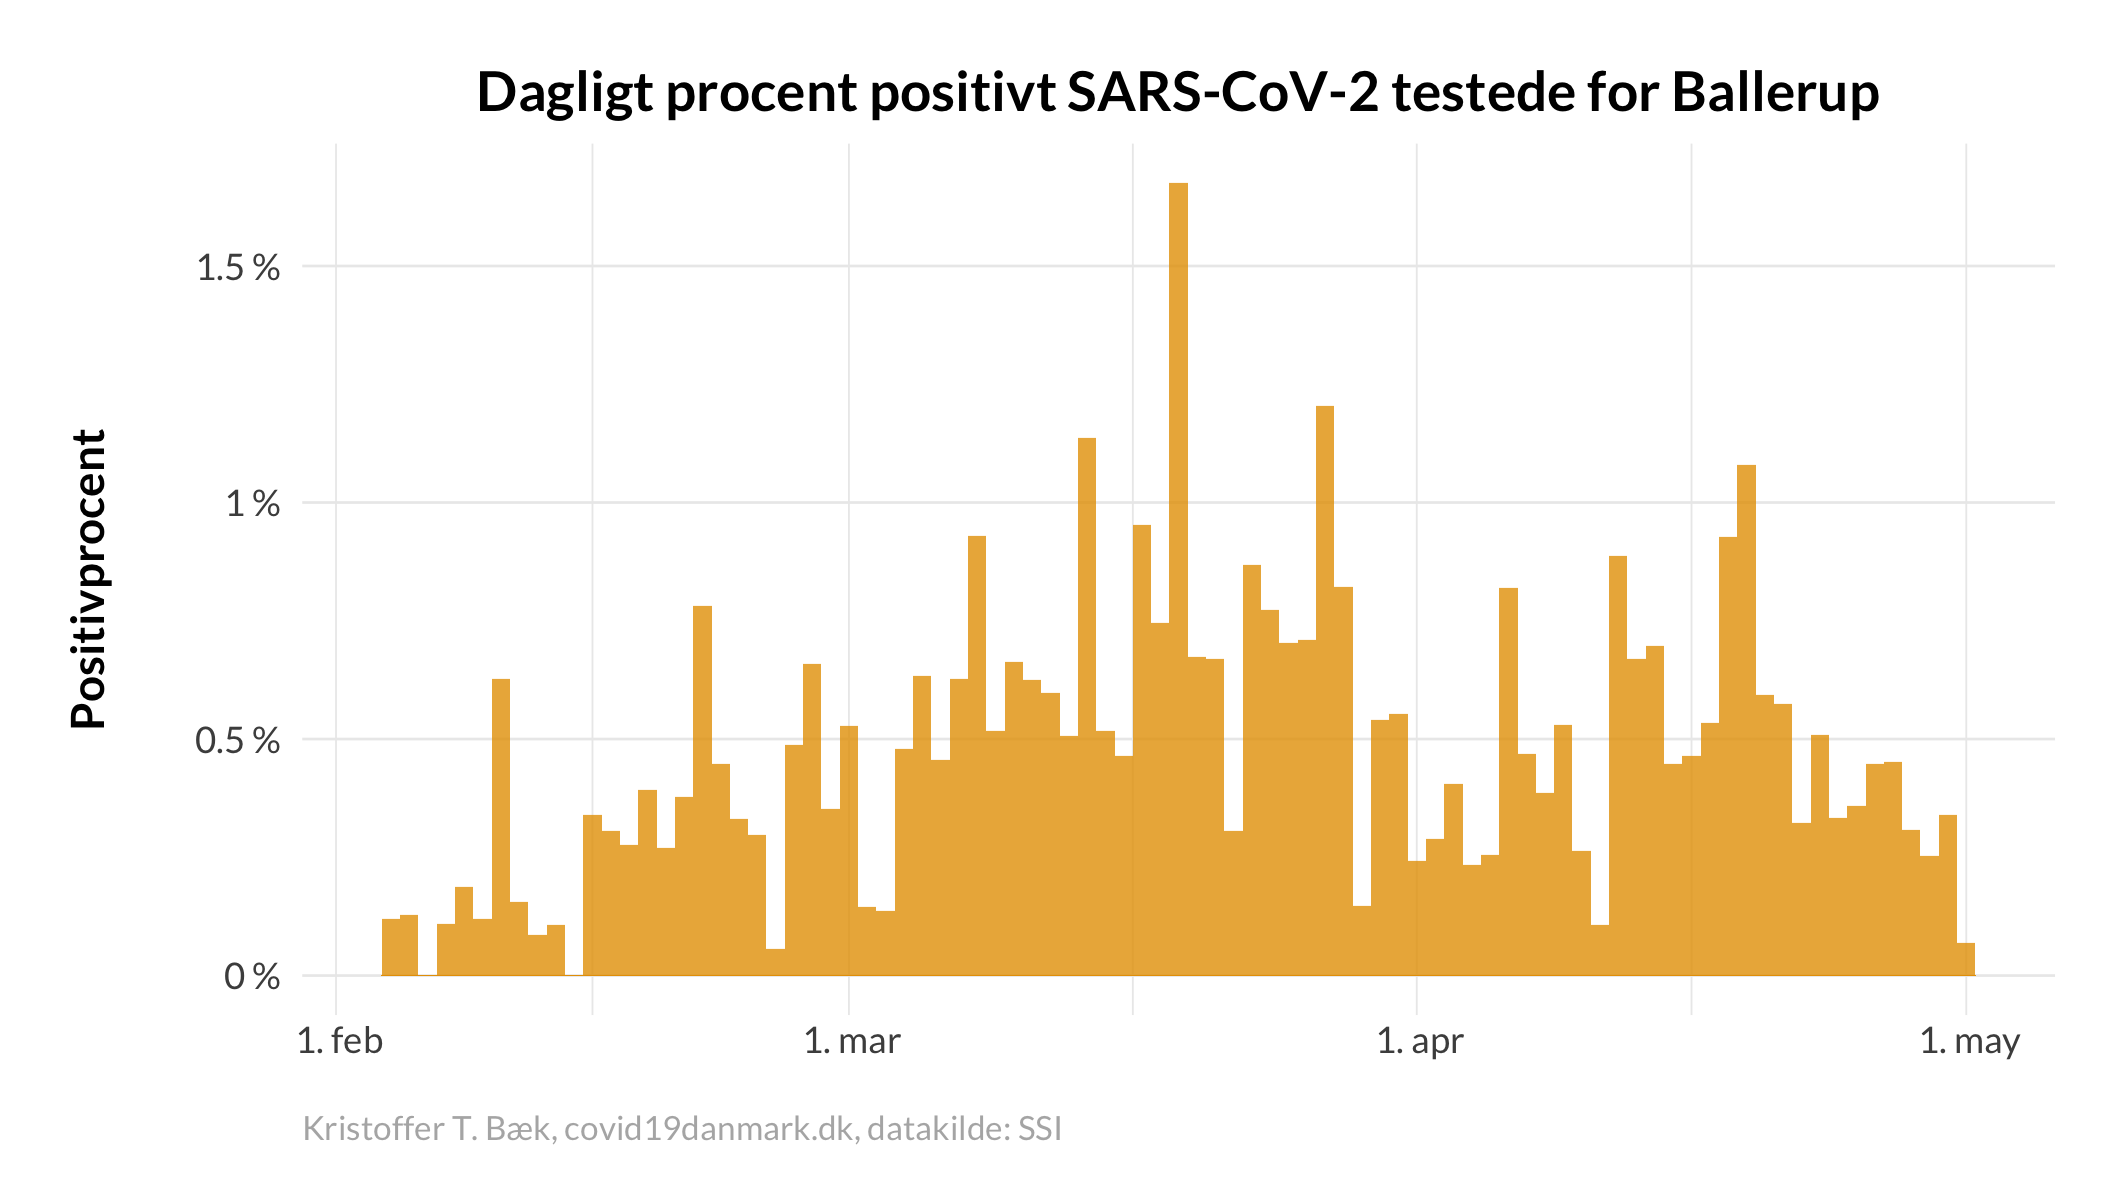 Dagligt procent positivt SARS-CoV-2 testede for Ballerup
Positivprocent
1.5 %
1 %
0.5 %
0 %
1. feb
1. mar
1. apr
1. may
Kristoffer T. Bæk, covid19danmark.dk, datakilde: SSI